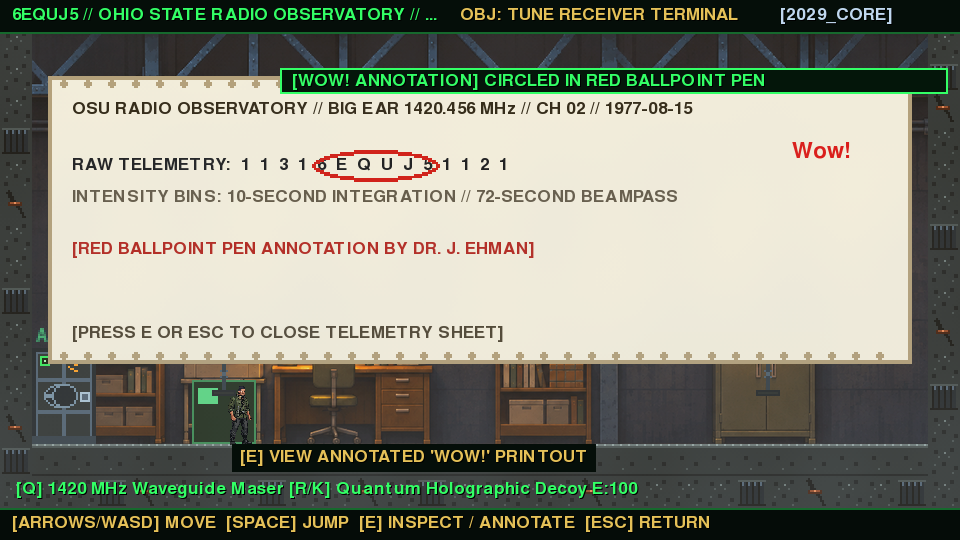 6EQUJ5 // OHIO STATE RADIO OBSERVATORY // ... OBJ: TUNE RECEIVER TERMINAL [2029_CORE]
[WOW! ANNOTATION] CIRCLED IN RED BALLPOINT PEN
OSU RADIO OBSERVATORY // BIG EAR 1420.456 MHz // CH 02 // 1977-08-15
Wow!
RAW TELEMETRY: 1 1 3 1 6 E Q U J 5 1 1 2 1
INTENSITY BINS: 10-SECOND INTEGRATION // 72-SECOND BEAMPASS
[RED BALLPOINT PEN ANNOTATION BY DR. J. EHMAN]
[PRESS E OR ESC TO CLOSE TELEMETRY SHEET]
[E] VIEW ANNOTATED 'WOW!' PRINTOUT
[Q] 1420 MHz Waveguide Maser [R/K] Quantum Holographic Decoy E:100
[ARROWS/WASD] MOVE [SPACE] JUMP [E] INSPECT / ANNOTATE [ESC] RETURN